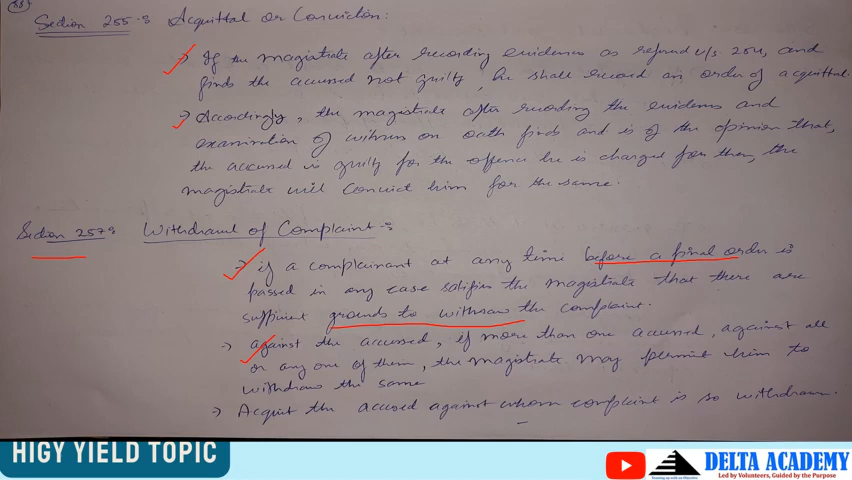 Section 255 :- Acquittal or Conviction:
→ If the magistrate after recording evidences as referred u/s. 254, and
finds the accused not guilty, he shall record an order of acquittal.
→ Accordingly, the magistrate after recording the evidences and
examination of witness on oath finds and is of the opinion that,
the accused is guilty for the offence he is charged for then, the
magistrate will convict him for the same.
Section 257 :- Withdrawal of Complaint :-
→ if a complainant at any time before a final order is
passed in any case satifies the magistrate that there are
suffient grounds to withdraw the complaint.
→ against the accused, if more than one accussed, against all
or any one of them, the magistrate may permit him to
withdraw the same
→ Acquit the accused against whom complaint is so withdrawn.
HIGY YIELD TOPIC
DELTA ACADEMY
Led by Volunteers, Guided by the Purpose